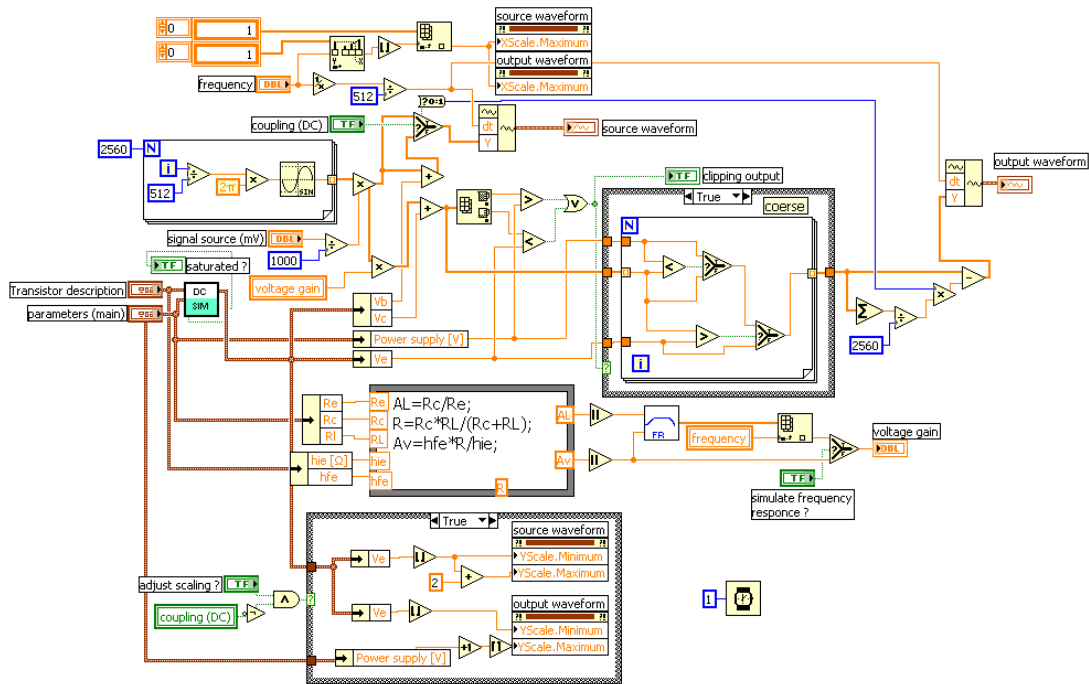 source waveform
XScale.Maximum
output waveform
XScale.Maximum
0
1
0
1
frequency
DBL
1/x
512
?0:1
coupling (DC)
TF
dt
Y
source waveform
2560
N
i
512
2π
SIN
output waveform
dt
Y
clipping output
TF
True
coerse
N
i
signal source (mV)
DBL
1000
TF
saturated ?
voltage gain
Transistor description
DC
SIM
parameters (main)
Vb
Vc
Power supply [V]
Ve
2560
Re
Rc
Rl
Re
Rc
RL
hie
hfe
AL=Rc/Re;
R=Rc*RL/(Rc+RL);
Av=hfe*R/hie;
AL
Av
R
hie [Ω]
hfe
FR
frequency
voltage gain
DBL
TF
simulate frequency
responce ?
True
source waveform
YScale.Minimum
YScale.Maximum
Ve
2
adjust scaling ?
TF
coupling (DC)
Ve
output waveform
YScale.Minimum
YScale.Maximum
Power supply [V]
+1
1